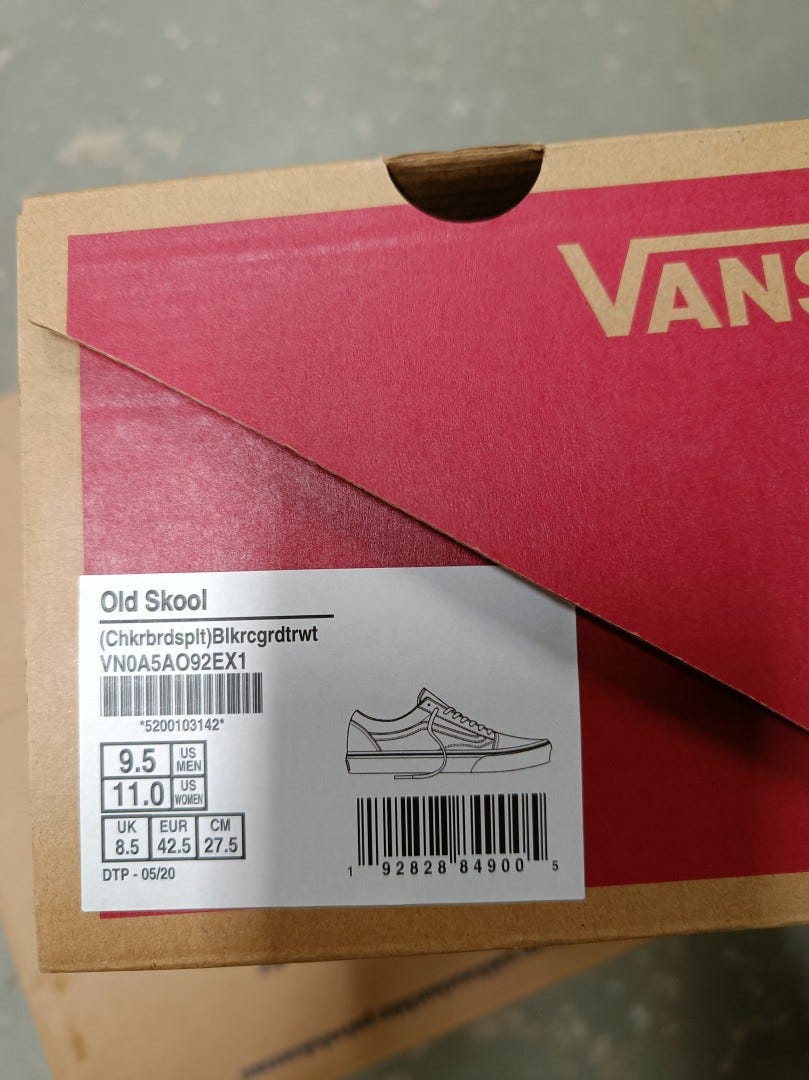 VANS
Old Skool
(Chkrbrdsplt)Blkrcgrdtrwt
VN0A5AO92EX1
*5200103142*
9.5 US MEN
11.0 US WOMEN
UK EUR CM
8.5 42.5 27.5
DTP - 05/20
1 92828 84900 5